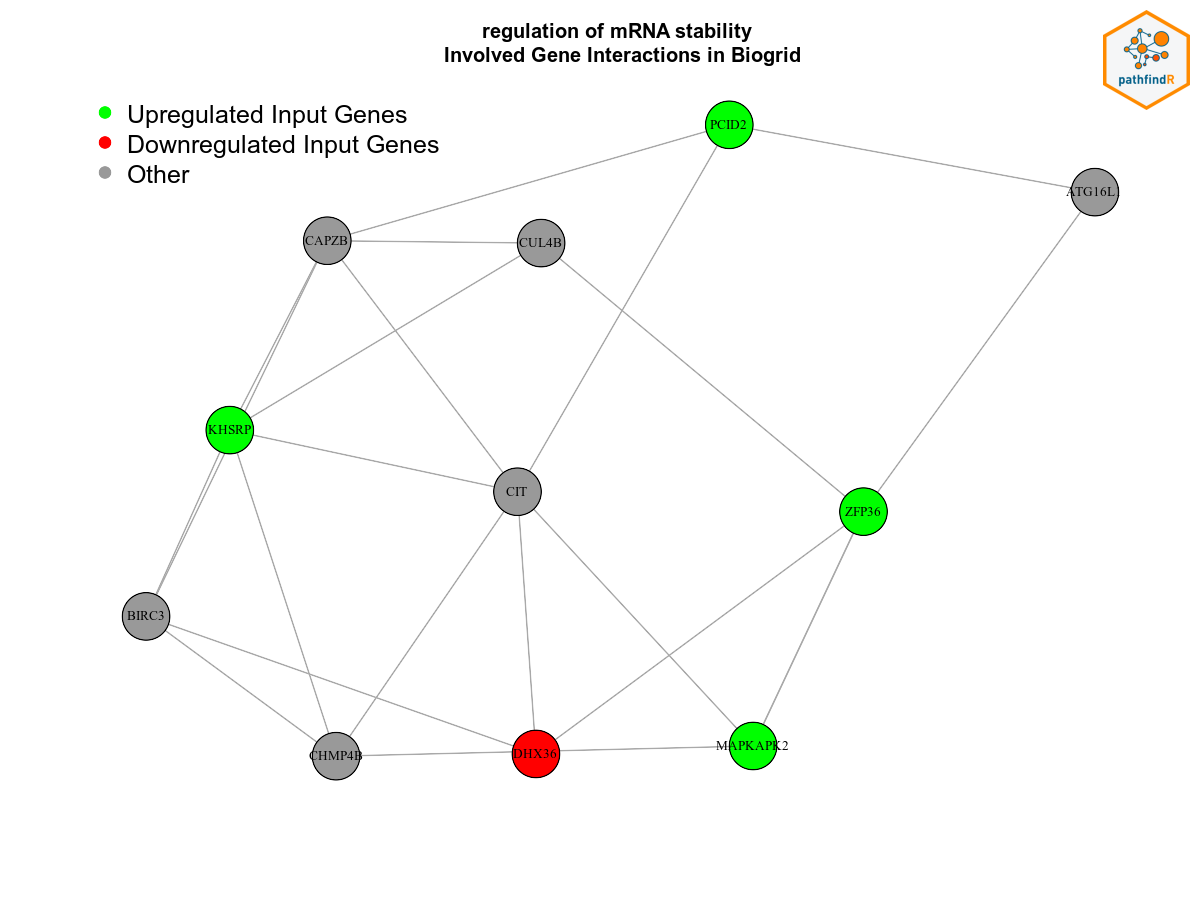 regulation of mRNA stability
Involved Gene Interactions in Biogrid
pathfindR
Upregulated Input Genes
Downregulated Input Genes
Other
PCID2
ATG16L
CAPZB
CUL4B
KHSRP
CIT
ZFP36
BIRC3
CHMP4B
DHX36
MAPKAPK2